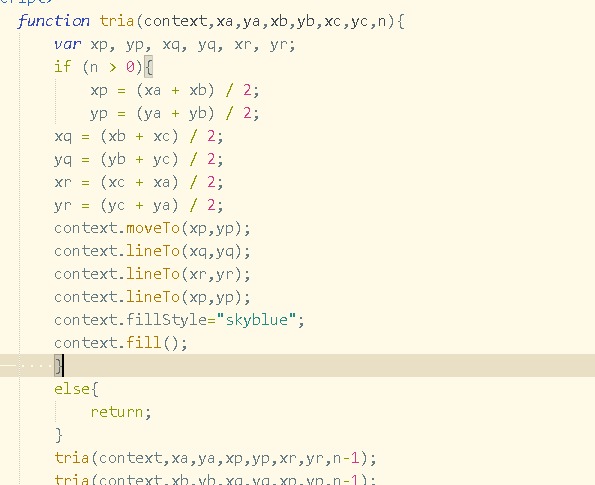 cript>
function tria(context,xa,ya,xb,yb,xc,yc,n){
var xp, yp, xq, yq, xr, yr;
if (n > 0){
xp = (xa + xb) / 2;
yp = (ya + yb) / 2;
xq = (xb + xc) / 2;
yq = (yb + yc) / 2;
xr = (xc + xa) / 2;
yr = (yc + ya) / 2;
context.moveTo(xp,yp);
context.lineTo(xq,yq);
context.lineTo(xr,yr);
context.lineTo(xp,yp);
context.fillStyle="skyblue";
context.fill();
}
else{
return;
}
tria(context,xa,ya,xp,yp,xr,yr,n-1);
tria(context,xb,yb,xq,yq,xp,yp,n-1);